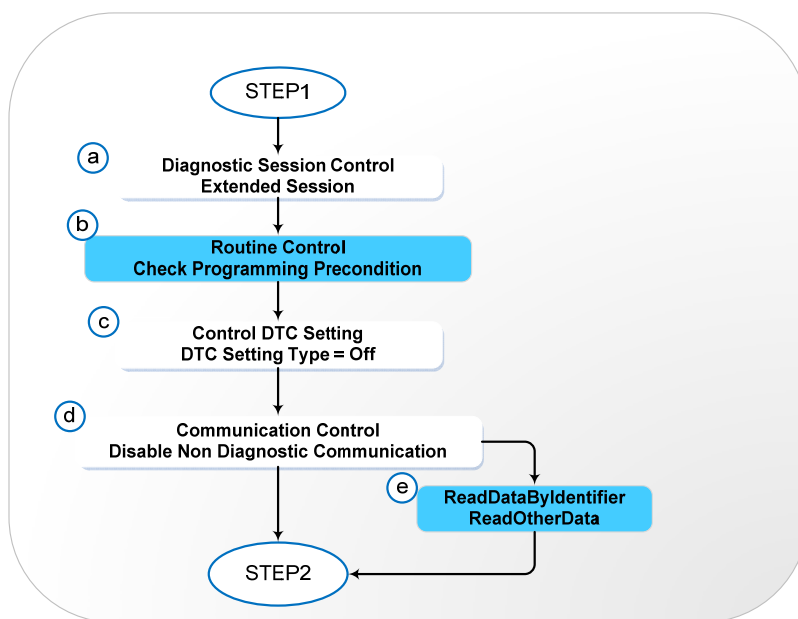 STEP1
a
Diagnostic Session Control
Extended Session
b
Routine Control
Check Programming Precondition
c
Control DTC Setting
DTC Setting Type = Off
d
Communication Control
Disable Non Diagnostic Communication
e
ReadDataByIdentifier
ReadOtherData
STEP2